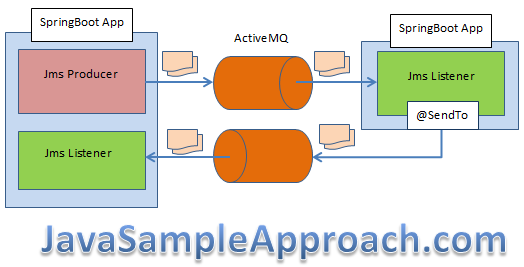 SpringBoot App
ActiveMQ
SpringBoot App
Jms Producer
Jms Listener
@SendTo
Jms Listener
JavaSampleApproach.com